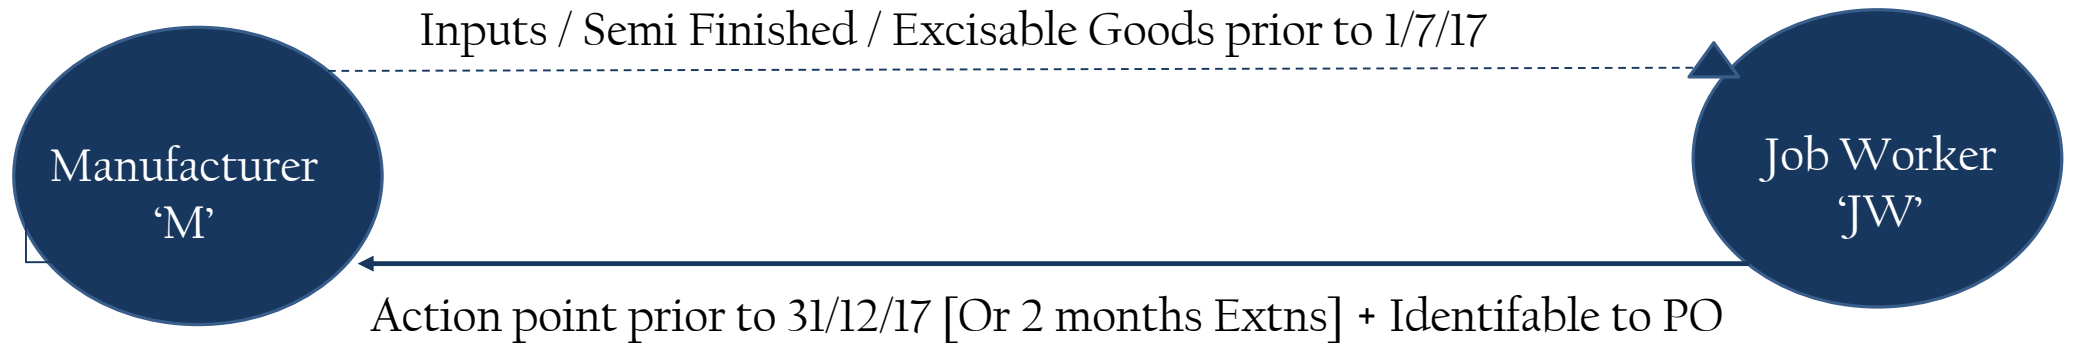 Inputs / Semi Finished / Excisable Goods prior to 1/7/17
Manufacturer
‘M’
Job Worker
‘JW’
Action point prior to 31/12/17 [Or 2 months Extns] + Identifable to PO